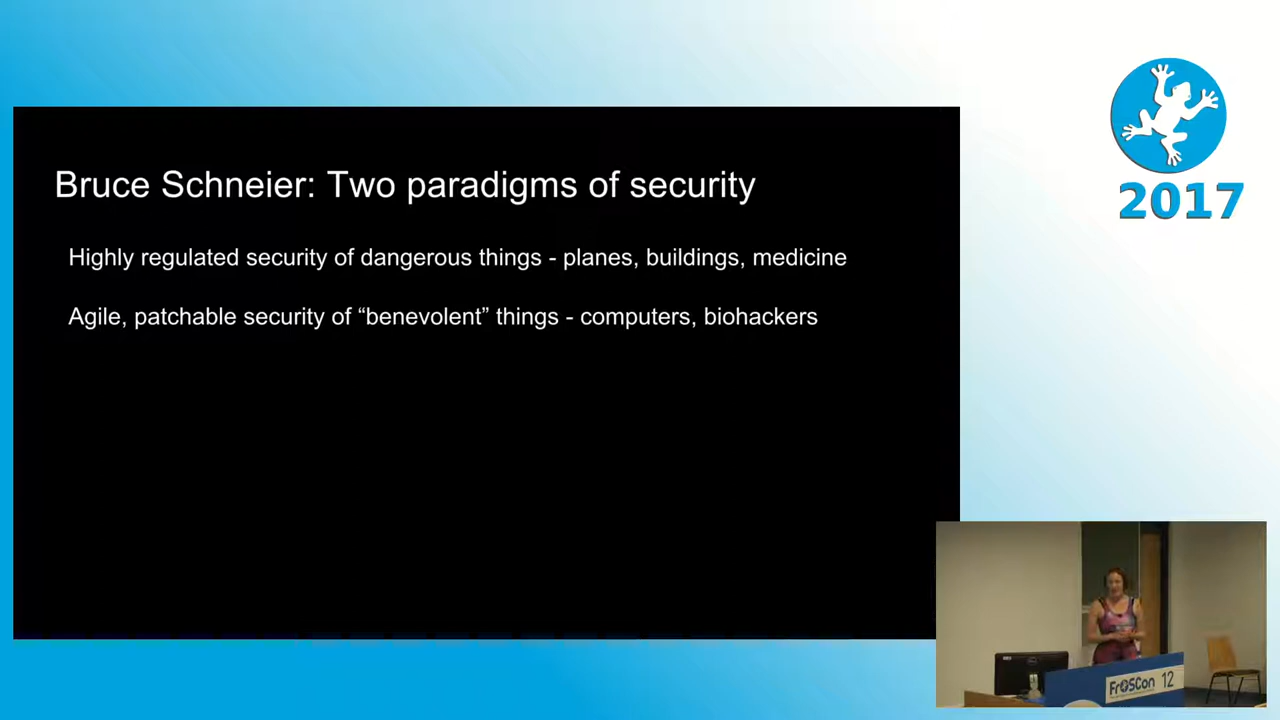 Bruce Schneier: Two paradigms of security
Highly regulated security of dangerous things - planes, buildings, medicine
Agile, patchable security of “benevolent” things - computers, biohackers
2017
FrOSCon 12